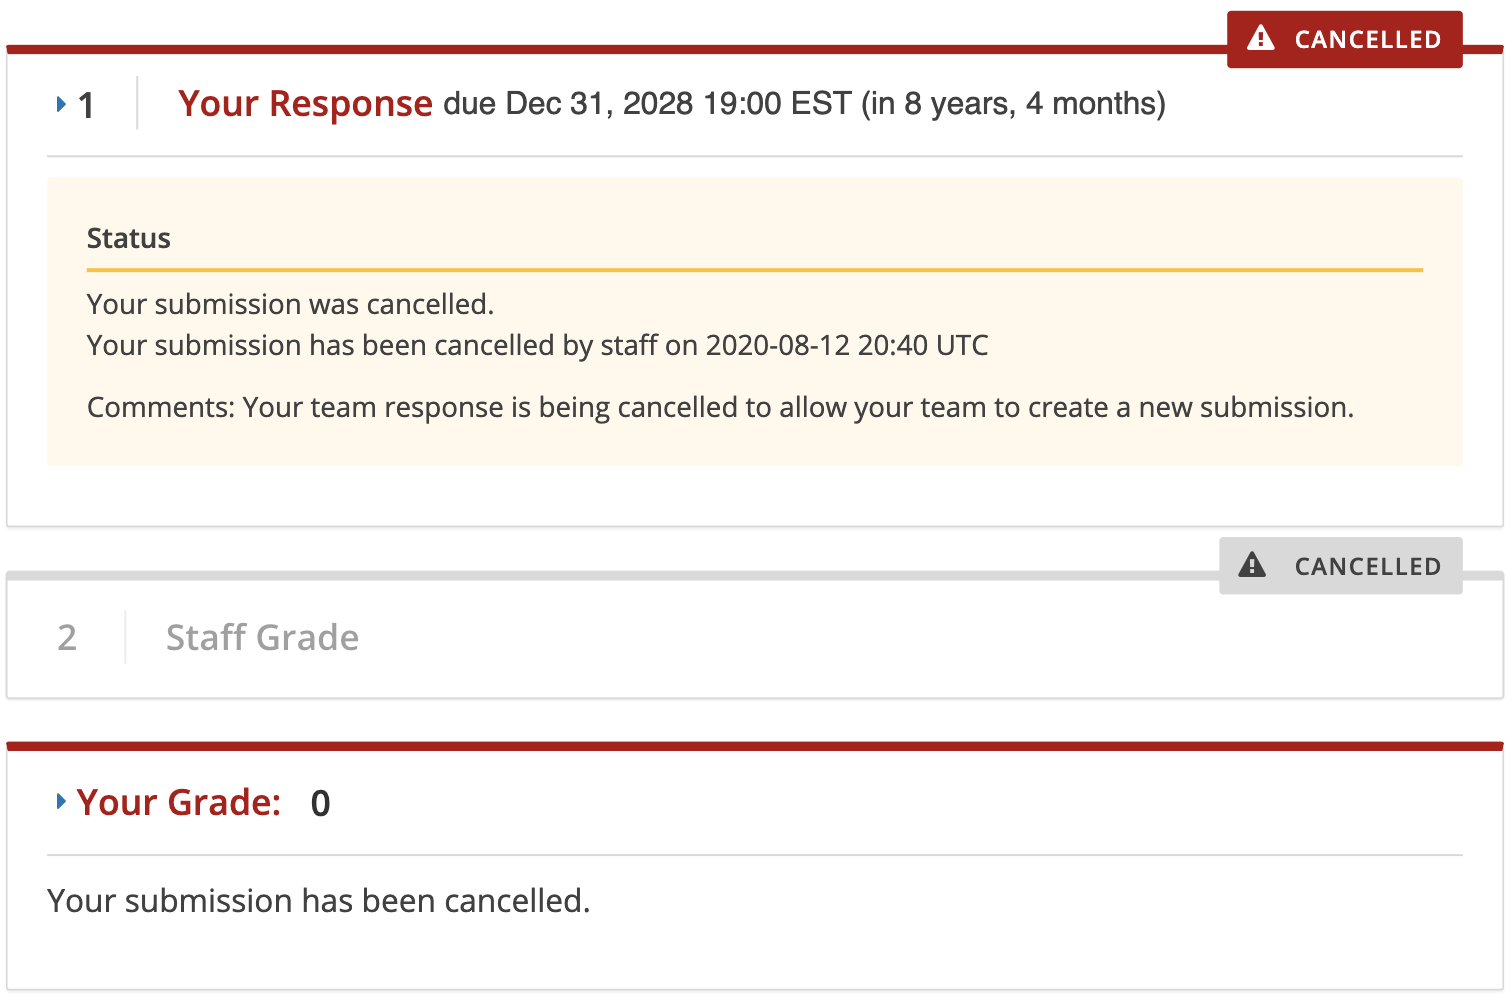 CANCELLED
1 Your Response due Dec 31, 2028 19:00 EST (in 8 years, 4 months)
Status
Your submission was cancelled.
Your submission has been cancelled by staff on 2020-08-12 20:40 UTC
Comments: Your team response is being cancelled to allow your team to create a new submission.
CANCELLED
2 Staff Grade
Your Grade: 0
Your submission has been cancelled.